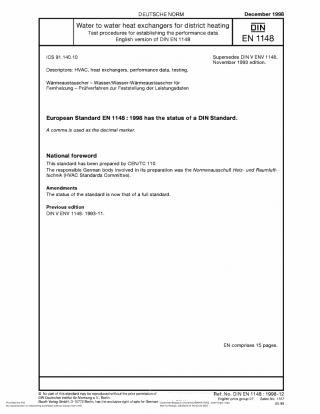 DEUTSCHE NORM
December 1998
Water to water heat exchangers for district heating
Test procedures for establishing the performance data
English version of DIN EN 1148
DIN
EN 1148
ICS 91.140.10
Supersedes DIN V ENV 1148,
November 1993 edition.
Descriptors: HVAC, heat exchangers, performance data, testing.
Wärmeaustauscher – Wasser/Wasser-Wärmeaustauscher für
Fernheizung – Prüfverfahren zur Feststellung der Leistungsdaten
European Standard EN 1148 : 1998 has the status of a DIN Standard.
A comma is used as the decimal marker.
National foreword
This standard has been prepared by CEN/TC 110.
The responsible German body involved in its preparation was the Normenausschuß Heiz- und Raumluft-
technik (HVAC Standards Committee).
Amendments
The status of the standard is now that of a full standard.
Previous edition
DIN V ENV 1148: 1993-11.
EN comprises 15 pages.
© No part of this standard may be reproduced without the prior permission of
DIN Deutsches Institut für Normung e.V., Berlin.
Beuth Verlag GmbH, D-10772 Berlin, has the exclusive right of sale for German
Ref. No. DIN EN 1148 : 1998-12
English price group 07 Sales No. 1107